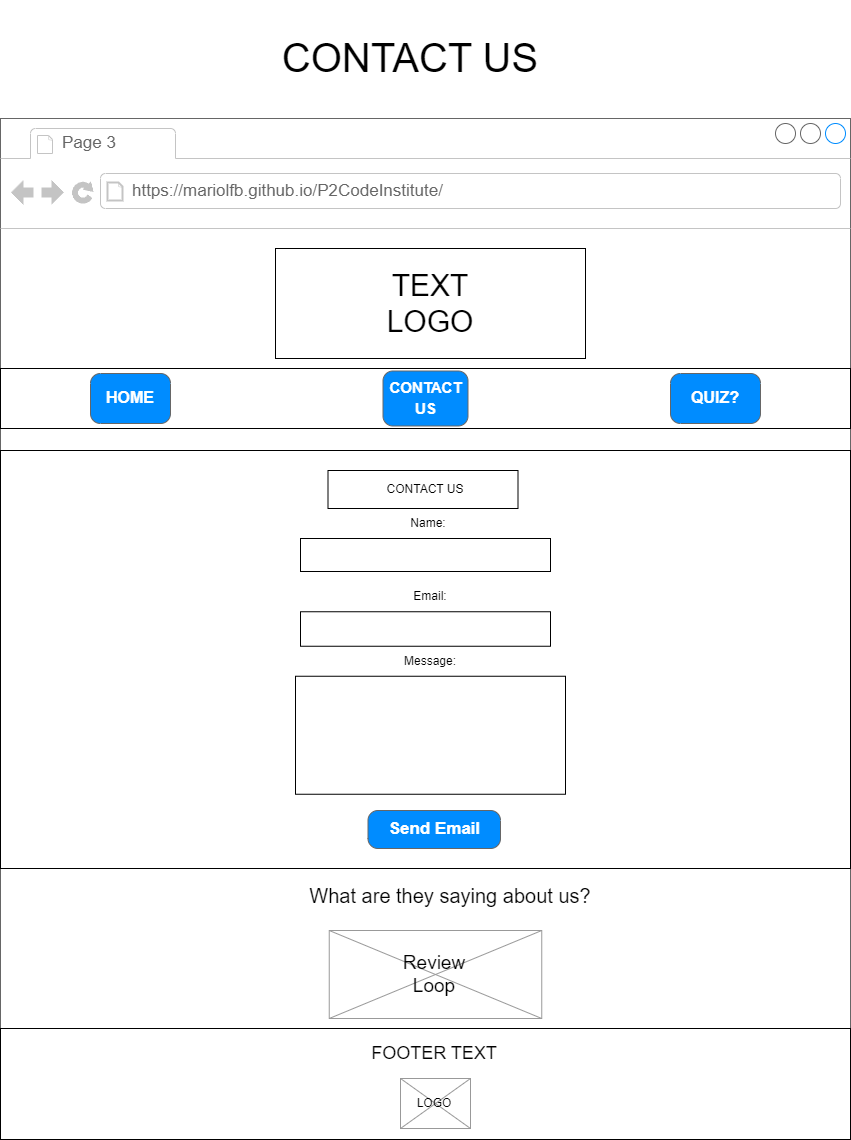 CONTACT US
Page 3
https://mariolfb.github.io/P2CodeInstitute/
TEXT
LOGO
HOME
CONTACT
US
QUIZ?
CONTACT US
Name:
Email:
Message:
Send Email
What are they saying about us?
Review
Loop
FOOTER TEXT
LOGO